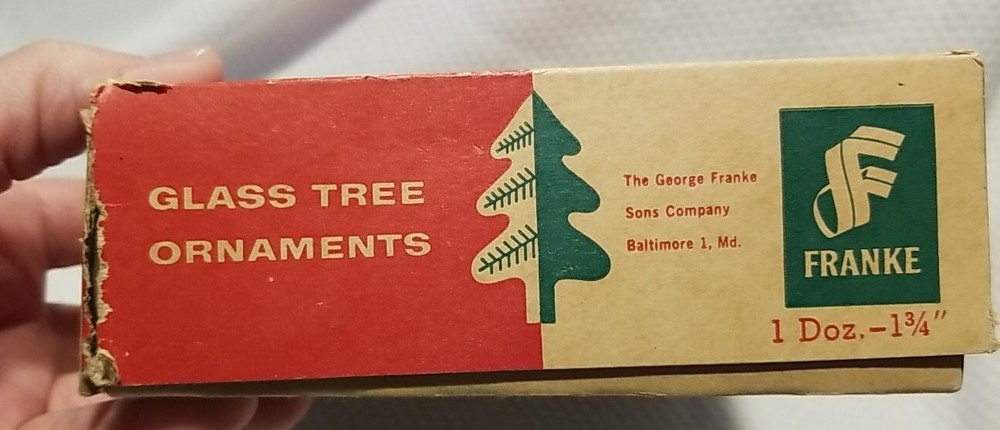 GLASS TREE
ORNAMENTS
The George Franke
Sons Company
Baltimore 1, Md.
F
FRANKE
1 Doz.–1¾"